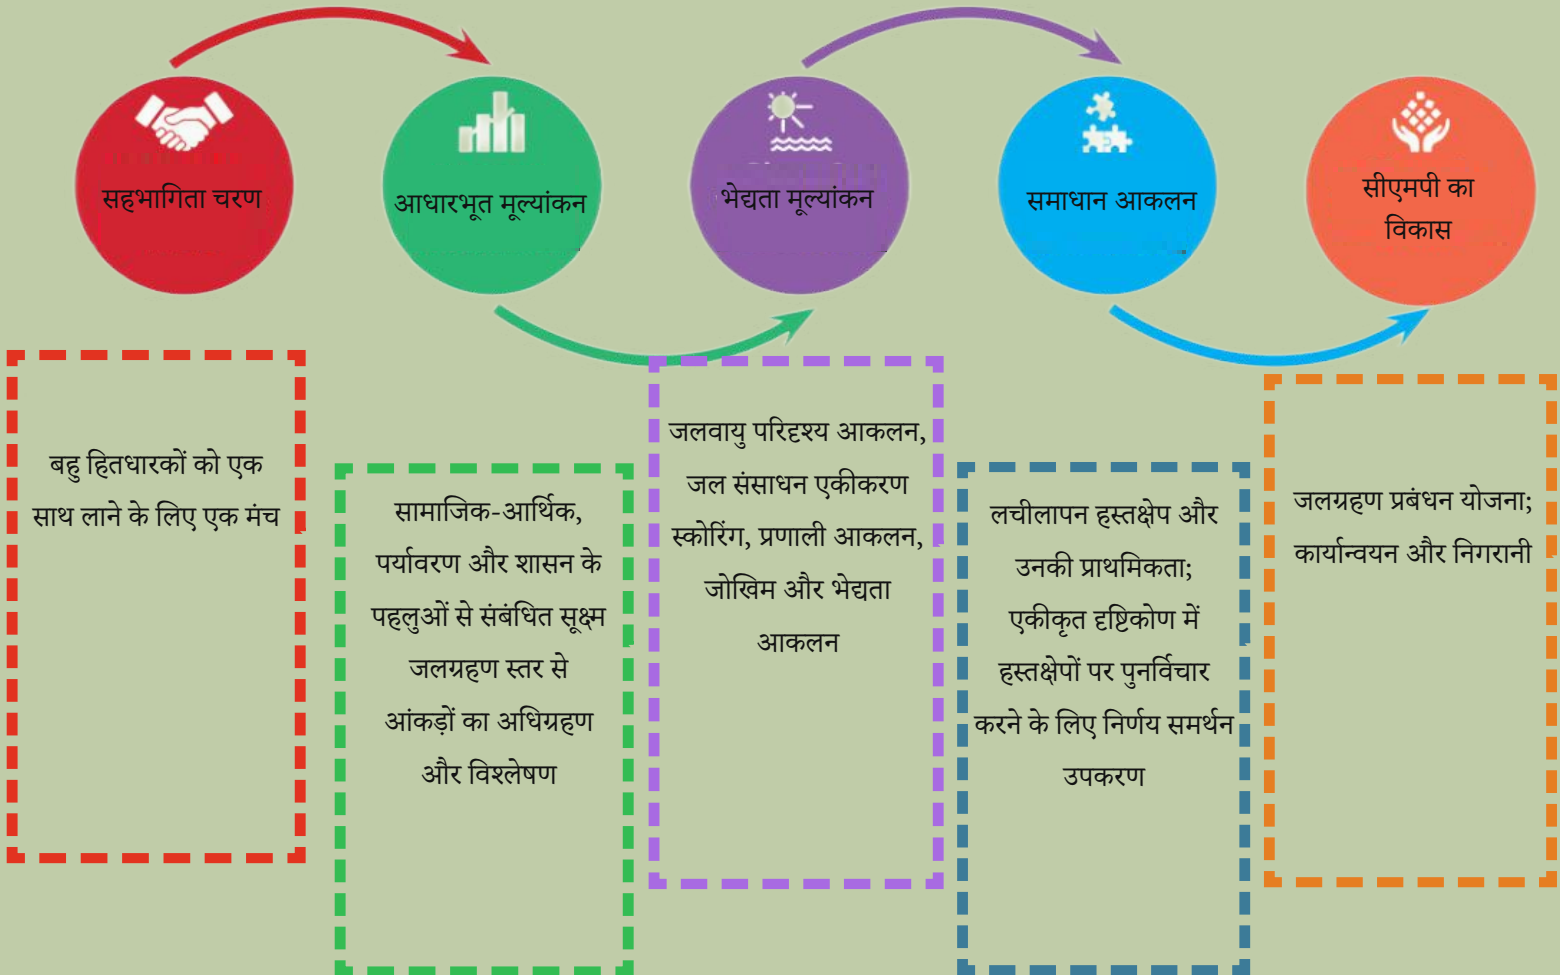 सहभागिता चरण
आधारभूत मूल्यांकन
भेद्यता मूल्यांकन
समाधान आकलन
सीएमपी का
विकास
बहु हितधारकों को एक
साथ लाने के लिए एक मंच
सामाजिक-आर्थिक,
पर्यावरण और शासन के
पहलुओं से संबंधित सूक्ष्म
जलग्रहण स्तर से
आंकड़ों का अधिग्रहण
और विश्लेषण
जलवायु परिदृश्य आकलन,
जल संसाधन एकीकरण
स्कोरिंग, प्रणाली आकलन,
जोखिम और भेद्यता
आकलन
लचीलापन हस्तक्षेप और
उनकी प्राथमिकता;
एकीकृत दृष्टिकोण में
हस्तक्षेपों पर पुनर्विचार
करने के लिए निर्णय समर्थन
उपकरण
जलग्रहण प्रबंधन योजना;
कार्यान्वयन और निगरानी